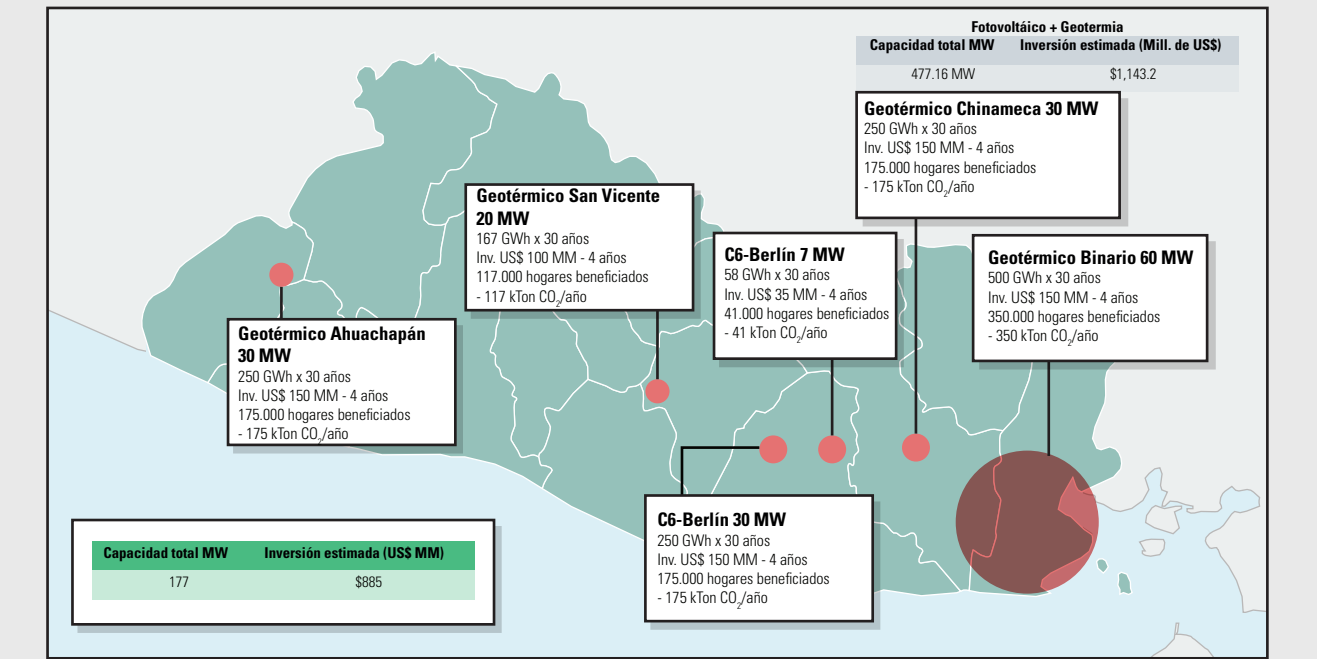 Fotovoltáico + Geotermia
Capacidad total MW Inversión estimada (Mill. de US$)
477.16 MW $1,143.2
Geotérmico Chinameca 30 MW
250 GWh x 30 años
Inv. US$ 150 MM - 4 años
175.000 hogares beneficiados
- 175 kTon CO₂/año
Geotérmico San Vicente
20 MW
167 GWh x 30 años
Inv. US$ 100 MM - 4 años
117.000 hogares beneficiados
- 117 kTon CO₂/año
C6-Berlín 7 MW
58 GWh x 30 años
Inv. US$ 35 MM - 4 años
41.000 hogares beneficiados
- 41 kTon CO₂/año
Geotérmico Binario 60 MW
500 GWh x 30 años
Inv. US$ 150 MM - 4 años
350.000 hogares beneficiados
- 350 kTon CO₂/año
Geotérmico Ahuachapán
30 MW
250 GWh x 30 años
Inv. US$ 150 MM - 4 años
175.000 hogares beneficiados
- 175 kTon CO₂/año
C6-Berlín 30 MW
250 GWh x 30 años
Inv. US$ 150 MM - 4 años
175.000 hogares beneficiados
- 175 kTon CO₂/año
Capacidad total MW Inversión estimada (US$ MM)
177 $885